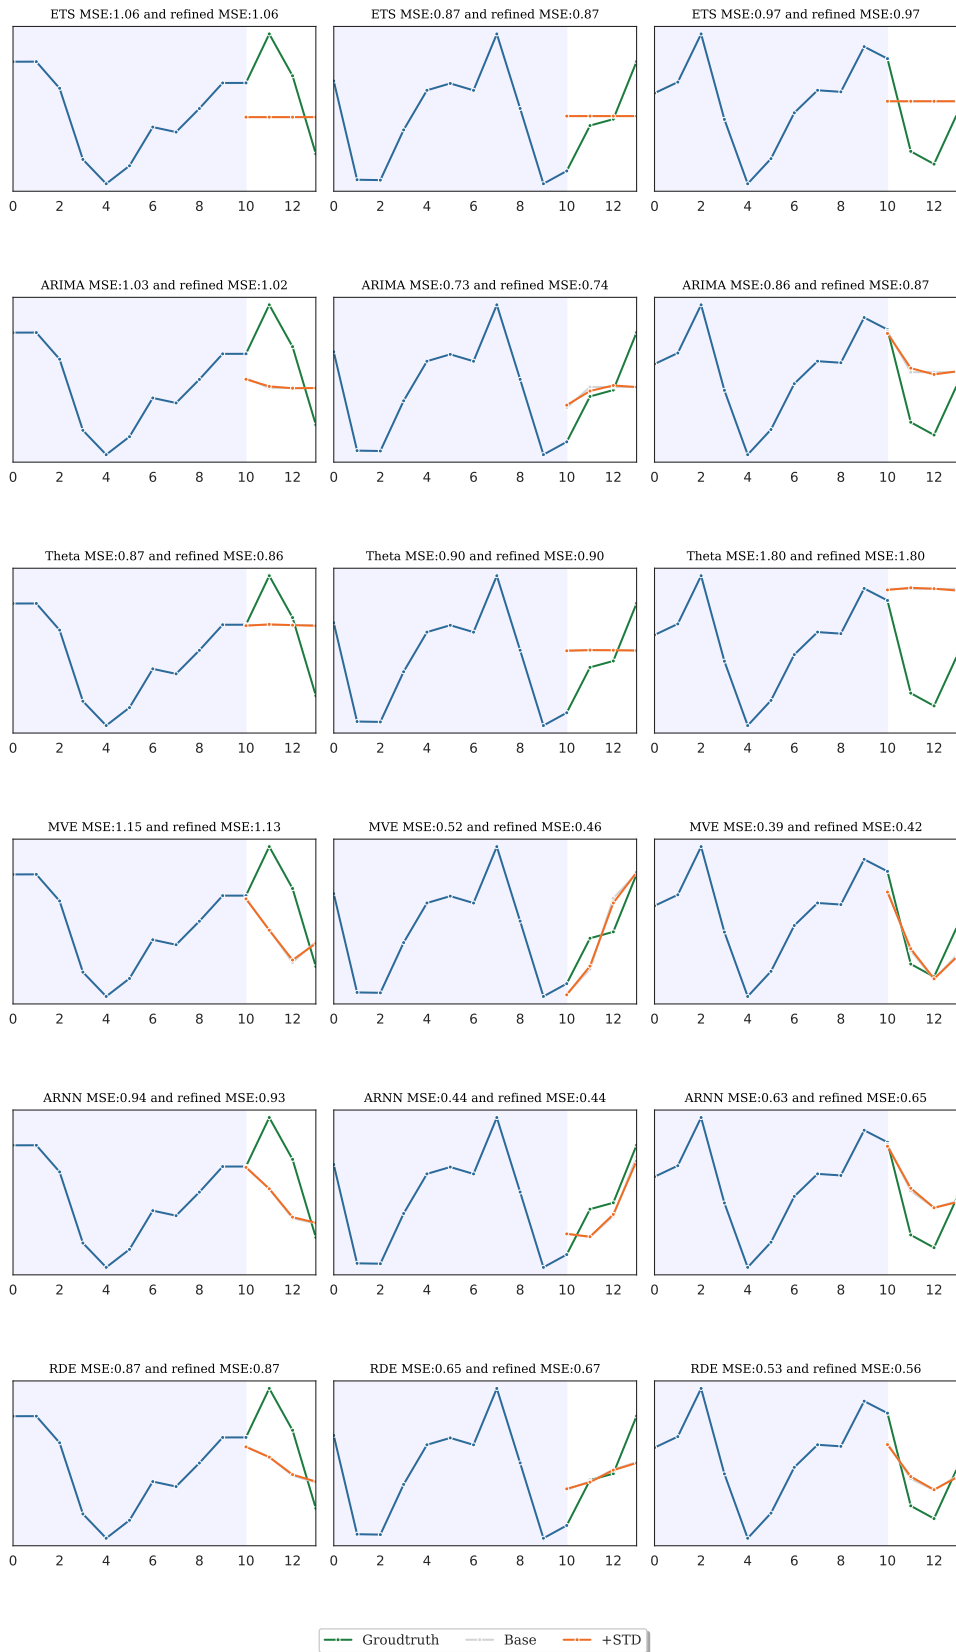 ETS MSE:1.06 and refined MSE:1.06 ETS MSE:0.87 and refined MSE:0.87 ETS MSE:0.97 and refined MSE:0.97
0 2 4 6 8 10 12 0 2 4 6 8 10 12 0 2 4 6 8 10 12
ARIMA MSE:1.03 and refined MSE:1.02 ARIMA MSE:0.73 and refined MSE:0.74 ARIMA MSE:0.86 and refined MSE:0.87
0 2 4 6 8 10 12 0 2 4 6 8 10 12 0 2 4 6 8 10 12
Theta MSE:0.87 and refined MSE:0.86 Theta MSE:0.90 and refined MSE:0.90 Theta MSE:1.80 and refined MSE:1.80
0 2 4 6 8 10 12 0 2 4 6 8 10 12 0 2 4 6 8 10 12
MVE MSE:1.15 and refined MSE:1.13 MVE MSE:0.52 and refined MSE:0.46 MVE MSE:0.39 and refined MSE:0.42
0 2 4 6 8 10 12 0 2 4 6 8 10 12 0 2 4 6 8 10 12
ARNN MSE:0.94 and refined MSE:0.93 ARNN MSE:0.44 and refined MSE:0.44 ARNN MSE:0.63 and refined MSE:0.65
0 2 4 6 8 10 12 0 2 4 6 8 10 12 0 2 4 6 8 10 12
RDE MSE:0.87 and refined MSE:0.87 RDE MSE:0.65 and refined MSE:0.67 RDE MSE:0.53 and refined MSE:0.56
0 2 4 6 8 10 12 0 2 4 6 8 10 12 0 2 4 6 8 10 12
Groudtruth Base +STD